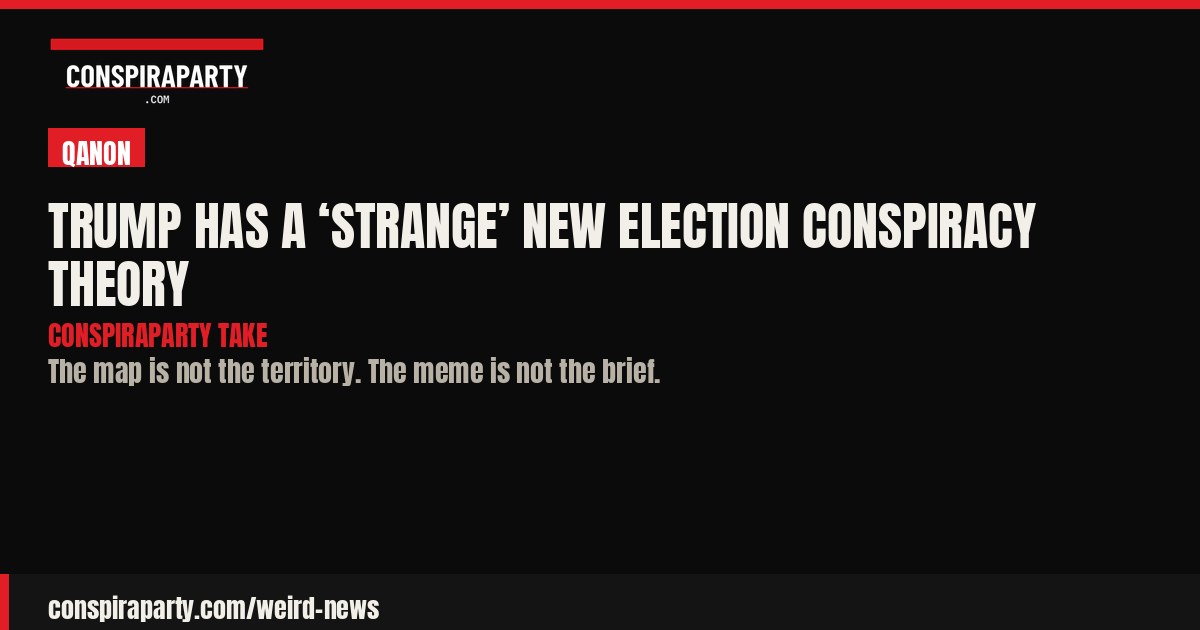 CONSPIRAPARTY
.COM
QANON
TRUMP HAS A ‘STRANGE’ NEW ELECTION CONSPIRACY
THEORY
CONSPIRAPARTY TAKE
The map is not the territory. The meme is not the brief.
conspiraparty.com/weird-news